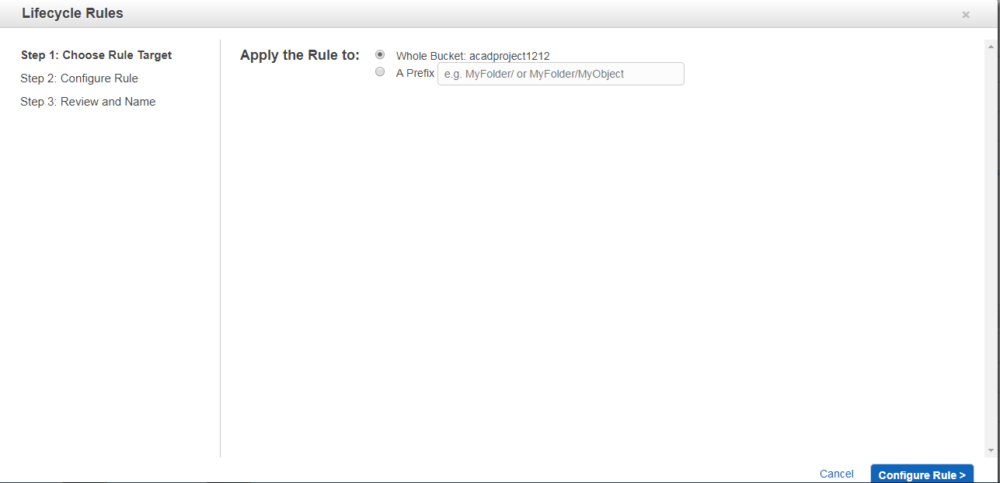 Lifecycle Rules
×
Step 1: Choose Rule Target
Step 2: Configure Rule
Step 3: Review and Name
Apply the Rule to:
Whole Bucket: acadproject1212
A Prefix
e.g. MyFolder/ or MyFolder/MyObject
Cancel
Configure Rule >